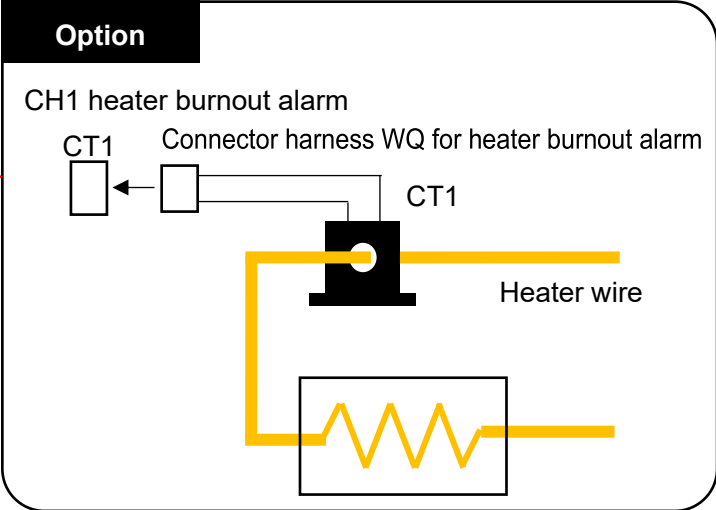 Option
CH1 heater burnout alarm
CT1
Connector harness WQ for heater burnout alarm
CT1
Heater wire